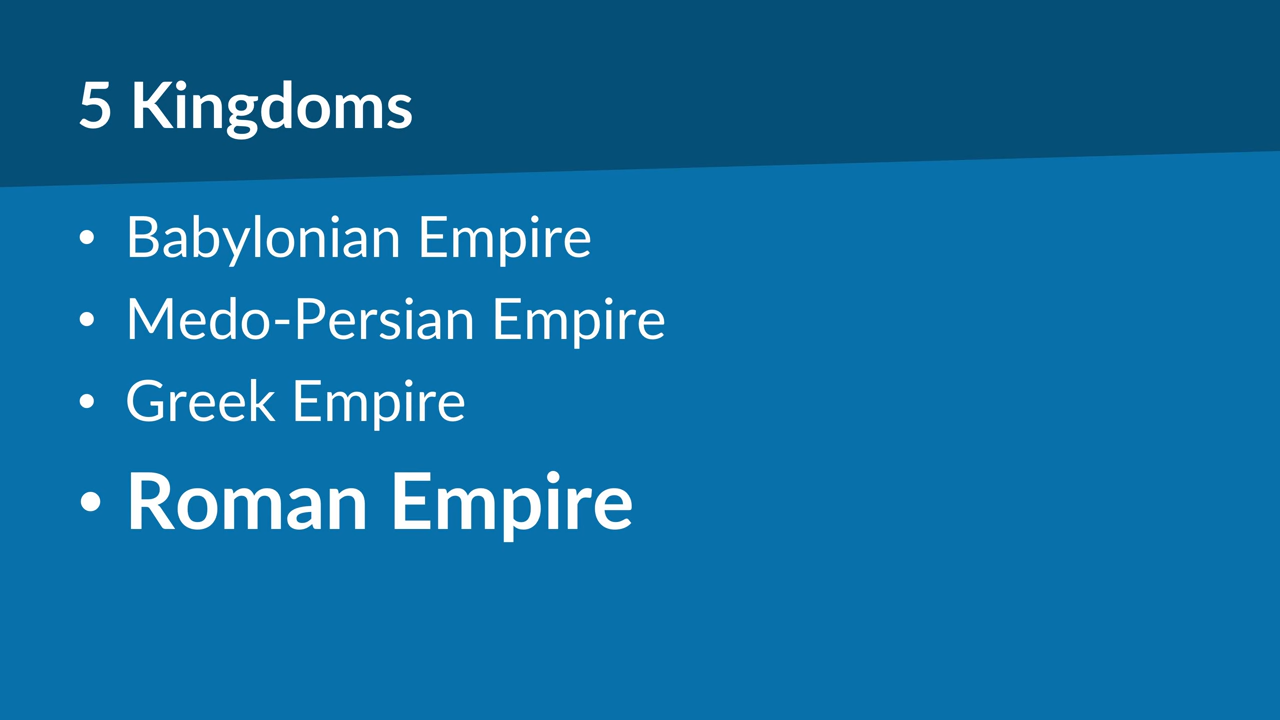 5 Kingdoms
• Babylonian Empire
• Medo-Persian Empire
• Greek Empire
• Roman Empire